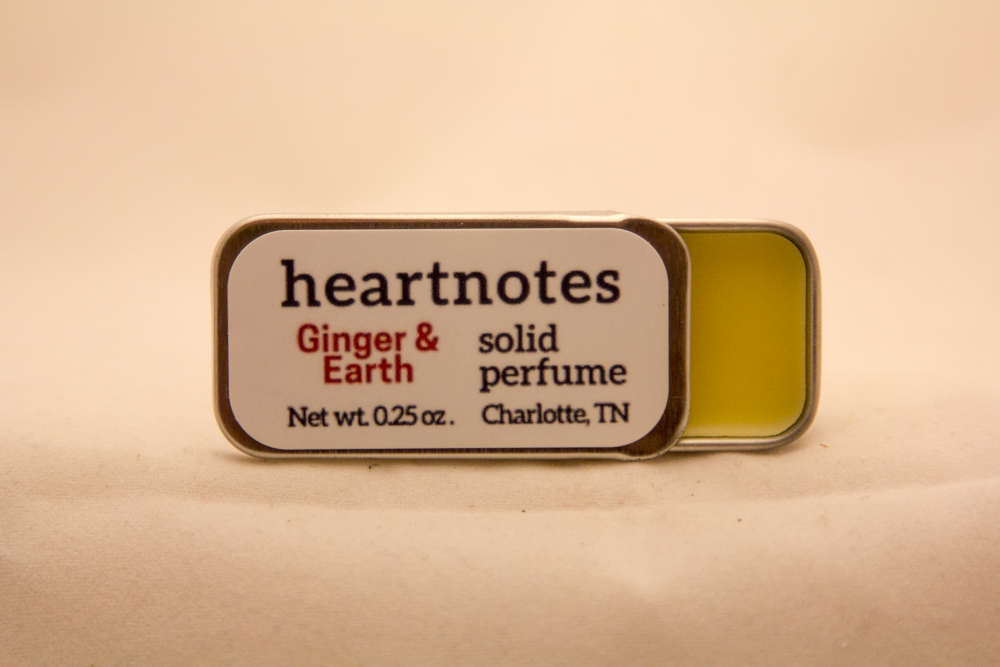 heartnotes
Ginger &
Earth
solid
perfume
Net wt. 0.25 oz.
Charlotte, TN